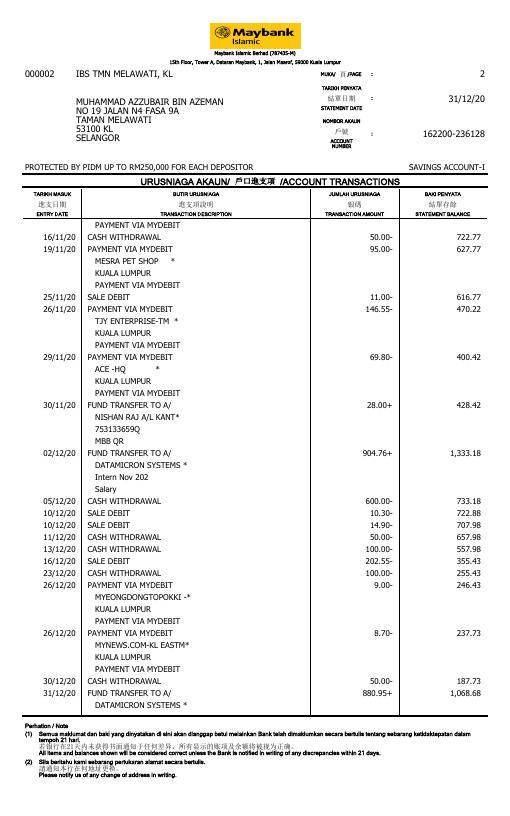 Maybank
Islamic
Maybank Islamic Berhad (787435-M)
15th Floor, Tower A, Dataran Maybank, 1, Jalan Maarof, 59000 Kuala Lumpur
000002 IBS TMN MELAWATI, KL MUKA/ 頁 /PAGE : 2
TARIKH PENYATA
結單日期 : 31/12/20
STATEMENT DATE
MUHAMMAD AZZUBAIR BIN AZEMAN
NO 19 JALAN N4 FASA 9A
TAMAN MELAWATI
53100 KL
SELANGOR
NOMBOR AKAUN
戶號 : 162200-236128
ACCOUNT
NUMBER
PROTECTED BY PIDM UP TO RM250,000 FOR EACH DEPOSITOR SAVINGS ACCOUNT-I
URUSNIAGA AKAUN/ 戶口進支項 /ACCOUNT TRANSACTIONS
TARIKH MASUK BUTIR URUSNIAGA JUMLAH URUSNIAGA BAKI PENYATA
進支日期 進支項說明 銀碼 結單存餘
ENTRY DATE TRANSACTION DESCRIPTION TRANSACTION AMOUNT STATEMENT BALANCE
PAYMENT VIA MYDEBIT
16/11/20 CASH WITHDRAWAL 50.00- 722.77
19/11/20 PAYMENT VIA MYDEBIT 95.00- 627.77
MESRA PET SHOP *
KUALA LUMPUR
PAYMENT VIA MYDEBIT
25/11/20 SALE DEBIT 11.00- 616.77
26/11/20 PAYMENT VIA MYDEBIT 146.55- 470.22
TJY ENTERPRISE-TM *
KUALA LUMPUR
PAYMENT VIA MYDEBIT
29/11/20 PAYMENT VIA MYDEBIT 69.80- 400.42
ACE -HQ *
KUALA LUMPUR
PAYMENT VIA MYDEBIT
30/11/20 FUND TRANSFER TO A/ 28.00+ 428.42
NISHAN RAJ A/L KANT*
753133659Q
MBB QR
02/12/20 FUND TRANSFER TO A/ 904.76+ 1,333.18
DATAMICRON SYSTEMS *
Intern Nov 202
Salary
05/12/20 CASH WITHDRAWAL 600.00- 733.18
10/12/20 SALE DEBIT 10.30- 722.88
10/12/20 SALE DEBIT 14.90- 707.98
11/12/20 CASH WITHDRAWAL 50.00- 657.98
13/12/20 CASH WITHDRAWAL 100.00- 557.98
16/12/20 SALE DEBIT 202.55- 355.43
23/12/20 CASH WITHDRAWAL 100.00- 255.43
26/12/20 PAYMENT VIA MYDEBIT 9.00- 246.43
MYEONGDONGTOPOKKI -*
KUALA LUMPUR
PAYMENT VIA MYDEBIT
26/12/20 PAYMENT VIA MYDEBIT 8.70- 237.73
MYNEWS.COM-KL EASTM*
KUALA LUMPUR
PAYMENT VIA MYDEBIT
30/12/20 CASH WITHDRAWAL 50.00- 187.73
31/12/20 FUND TRANSFER TO A/ 880.95+ 1,068.68
DATAMICRON SYSTEMS *
Perhation / Note
(1) Semua maklumat dan baki yang dinyatakan di sini akan dianggap betul melainkan Bank telah dimaklumkan secara bertulis tentang sebarang ketidaktepatan dalam
tempoh 21 hari.
若銀行在21天内未获得书面通知于任何差异，所有显示的账项及金额将被视为正确。
All items and balances shown will be considered correct unless the Bank is notified in writing of any discrepancies within 21 days.
(2) Sila beritahu kami sebarang pertukaran alamat secara bertulis.
請通知本行在何地址更換。
Please notify us of any change of address in writing.